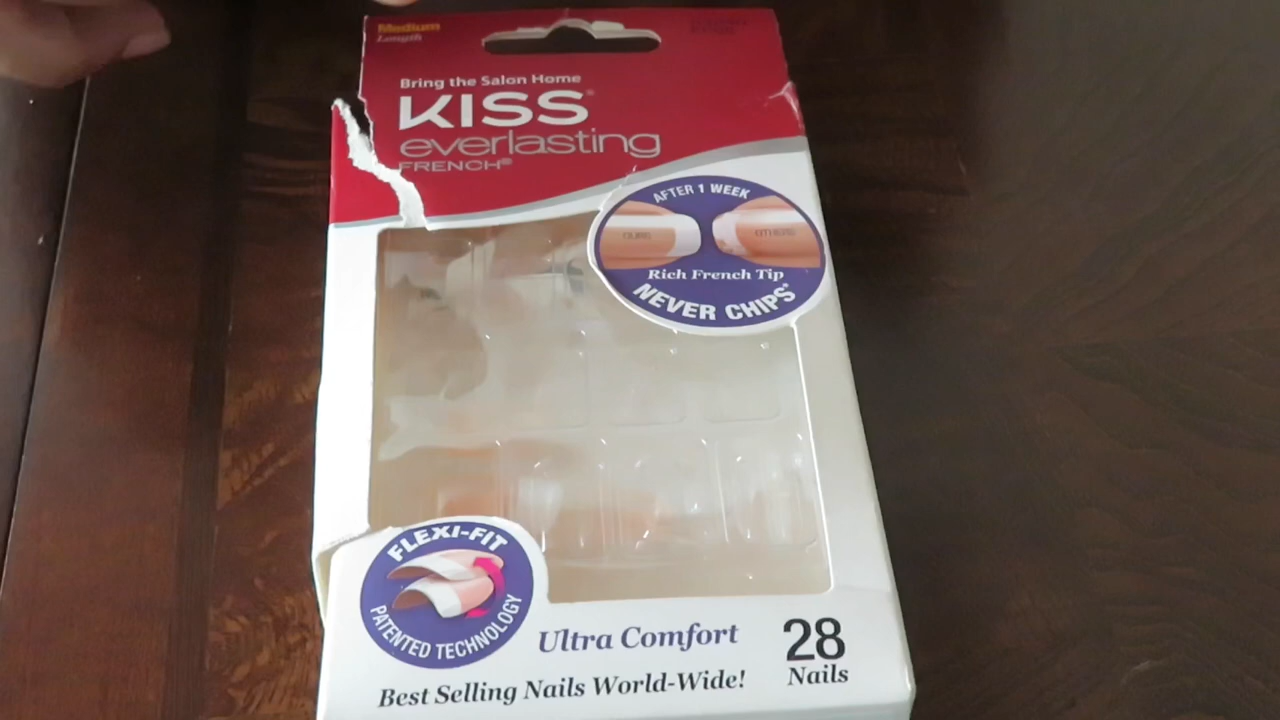 Medium
Length
Bring the Salon Home
KISS®
everlasting
FRENCH®
AFTER 1 WEEK
OURS
OTHERS
Rich French Tip
NEVER CHIPS*
FLEXI-FIT
PATENTED TECHNOLOGY
Ultra Comfort
28
Nails
Best Selling Nails World-Wide!